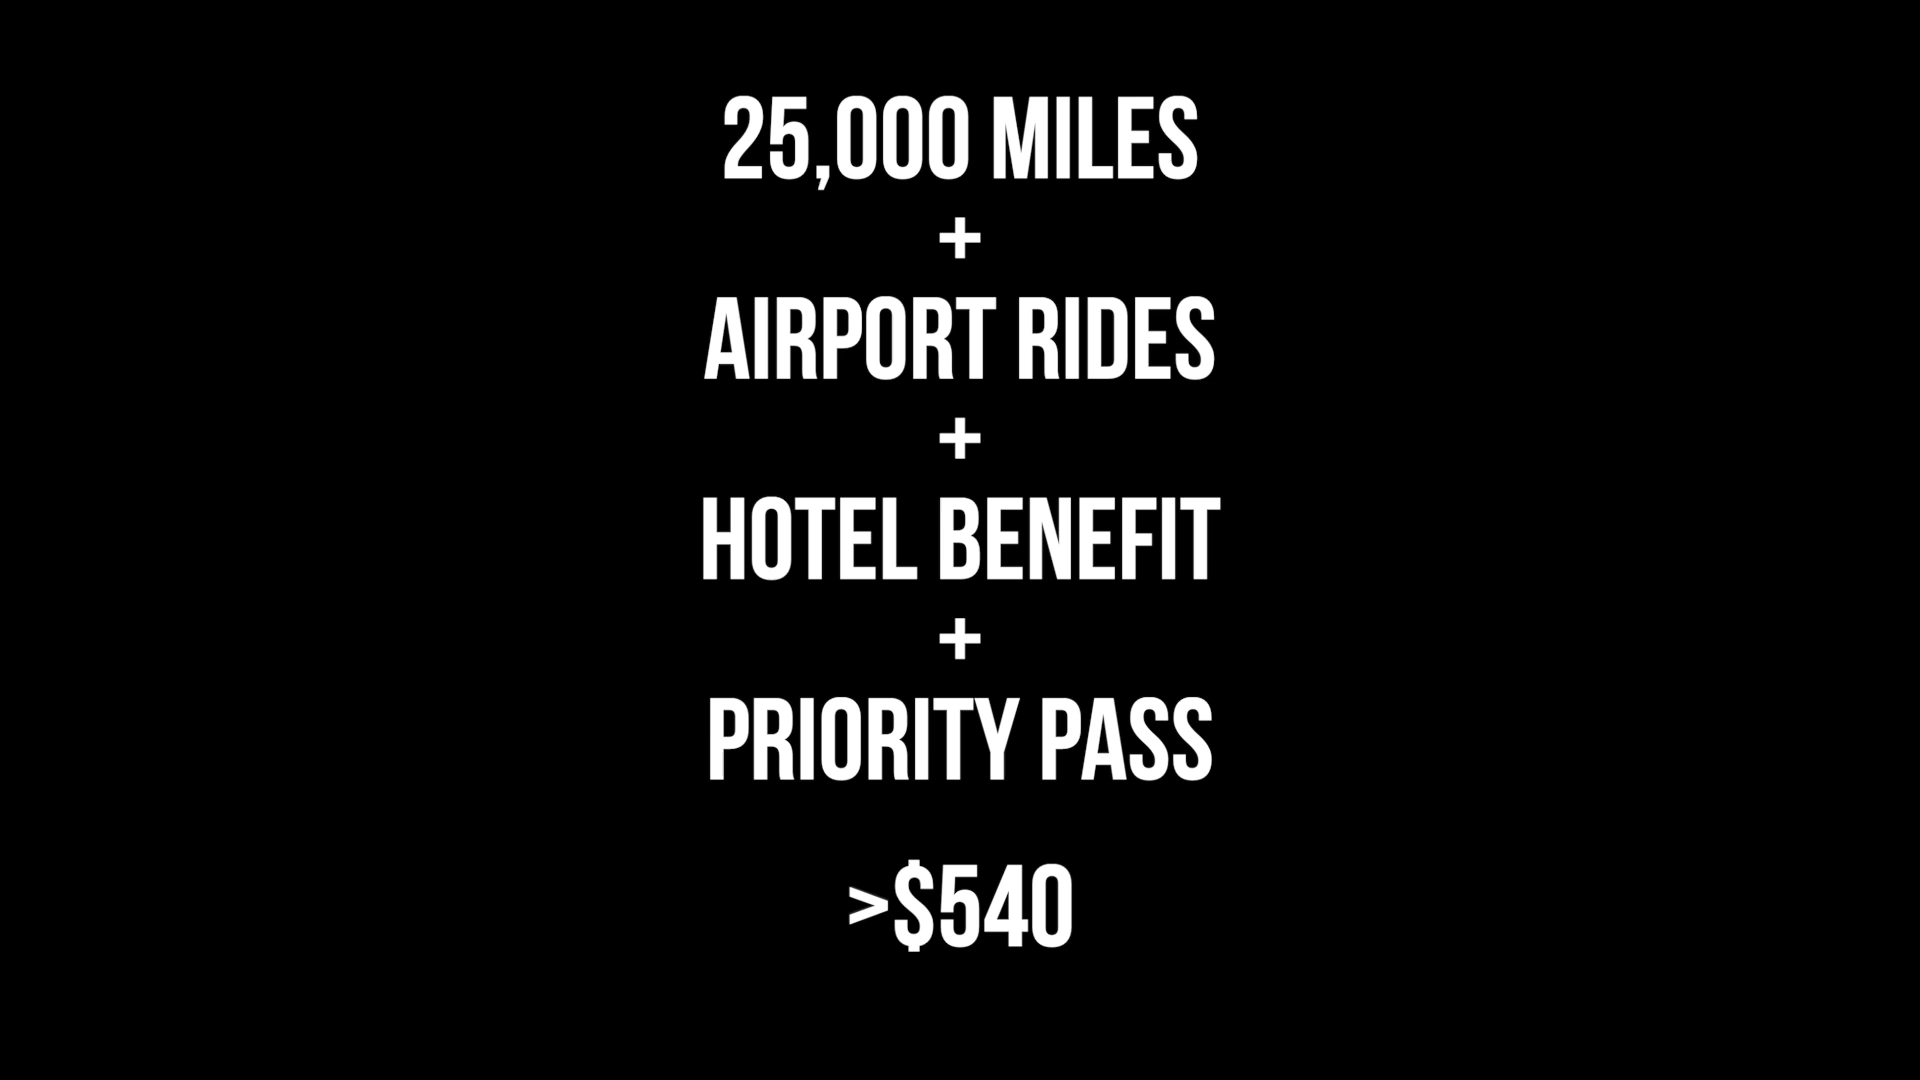 25,000 MILES
+
AIRPORT RIDES
+
HOTEL BENEFIT
+
PRIORITY PASS
>$540